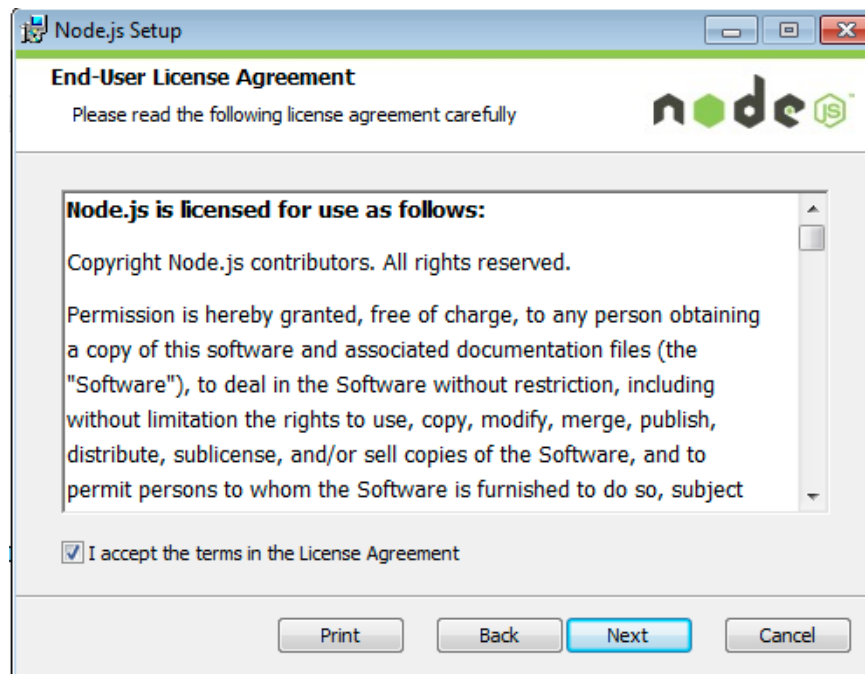 Node.js Setup
End-User License Agreement
Please read the following license agreement carefully
node JS™
Node.js is licensed for use as follows:
Copyright Node.js contributors. All rights reserved.
Permission is hereby granted, free of charge, to any person obtaining
a copy of this software and associated documentation files (the
"Software"), to deal in the Software without restriction, including
without limitation the rights to use, copy, modify, merge, publish,
distribute, sublicense, and/or sell copies of the Software, and to
permit persons to whom the Software is furnished to do so, subject
I accept the terms in the License Agreement
Print Back Next Cancel